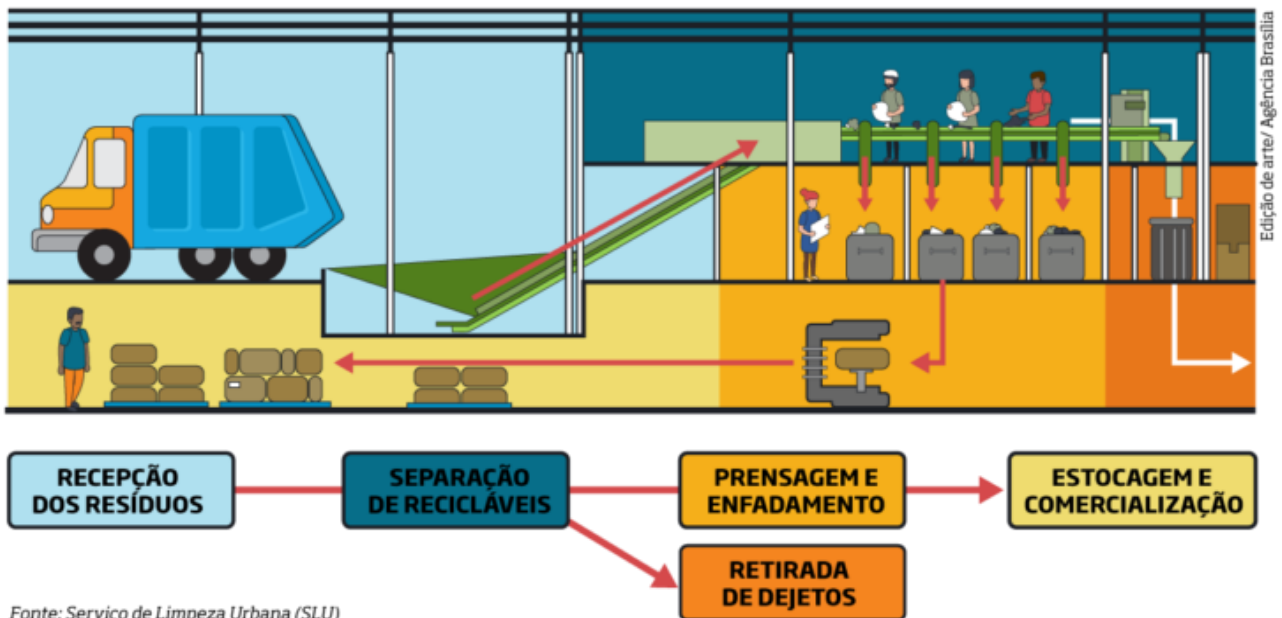 Edição de arte/ Agência Brasília
RECEPÇÃO
DOS RESÍDUOS
SEPARAÇÃO
DE RECICLÁVEIS
PRENSAGEM E
ENFADAMENTO
ESTOCAGEM E
COMERCIALIZAÇÃO
RETIRADA
DE DEJETOS
Fonte: Serviço de Limpeza Urbana (SLU)